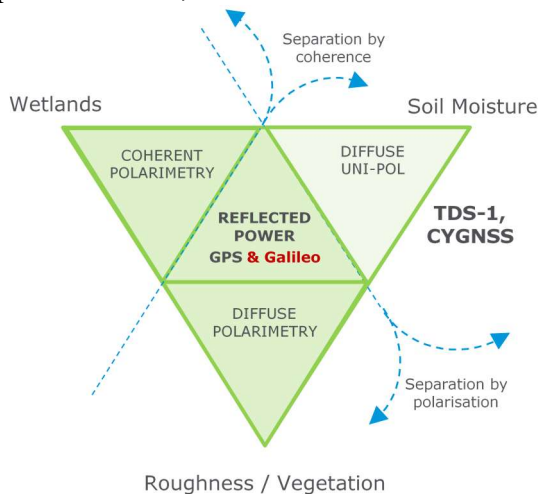 Separation by
coherence
Wetlands
Soil Moisture
COHERENT
POLARIMETRY
DIFFUSE
UNI-POL
REFLECTED
POWER
GPS & Galileo
TDS-1,
CYGNSS
DIFFUSE
POLARIMETRY
Separation by
polarisation
Roughness / Vegetation